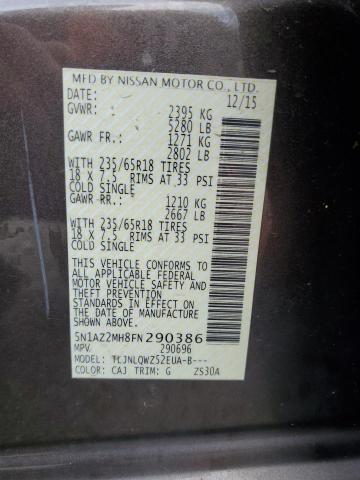 MFD BY NISSAN MOTOR CO., LTD.
DATE: 12/15
GVWR: 2395 KG
5280 LB
GAWR FR.: 1271 KG
2802 LB
WITH 235/65R18 TIRES
18 X 7.5 RIMS AT 33 PSI
COLD SINGLE
GAWR RR.: 1210 KG
2667 LB
WITH 235/65R18 TIRES
18 X 7.5 RIMS AT 33 PSI
COLD SINGLE
THIS VEHICLE CONFORMS TO
ALL APPLICABLE FEDERAL
MOTOR VEHICLE SAFETY AND
THEFT PREVENTION
STANDARDS IN EFFECT ON
THE DATE OF MANUFACTURE
SHOWN ABOVE.
5N1AZ2MH8FN290386
MPV 290696
MODEL: TLJNLQWZ52EUA-B---
COLOR: CAJ TRIM: G ZS30A